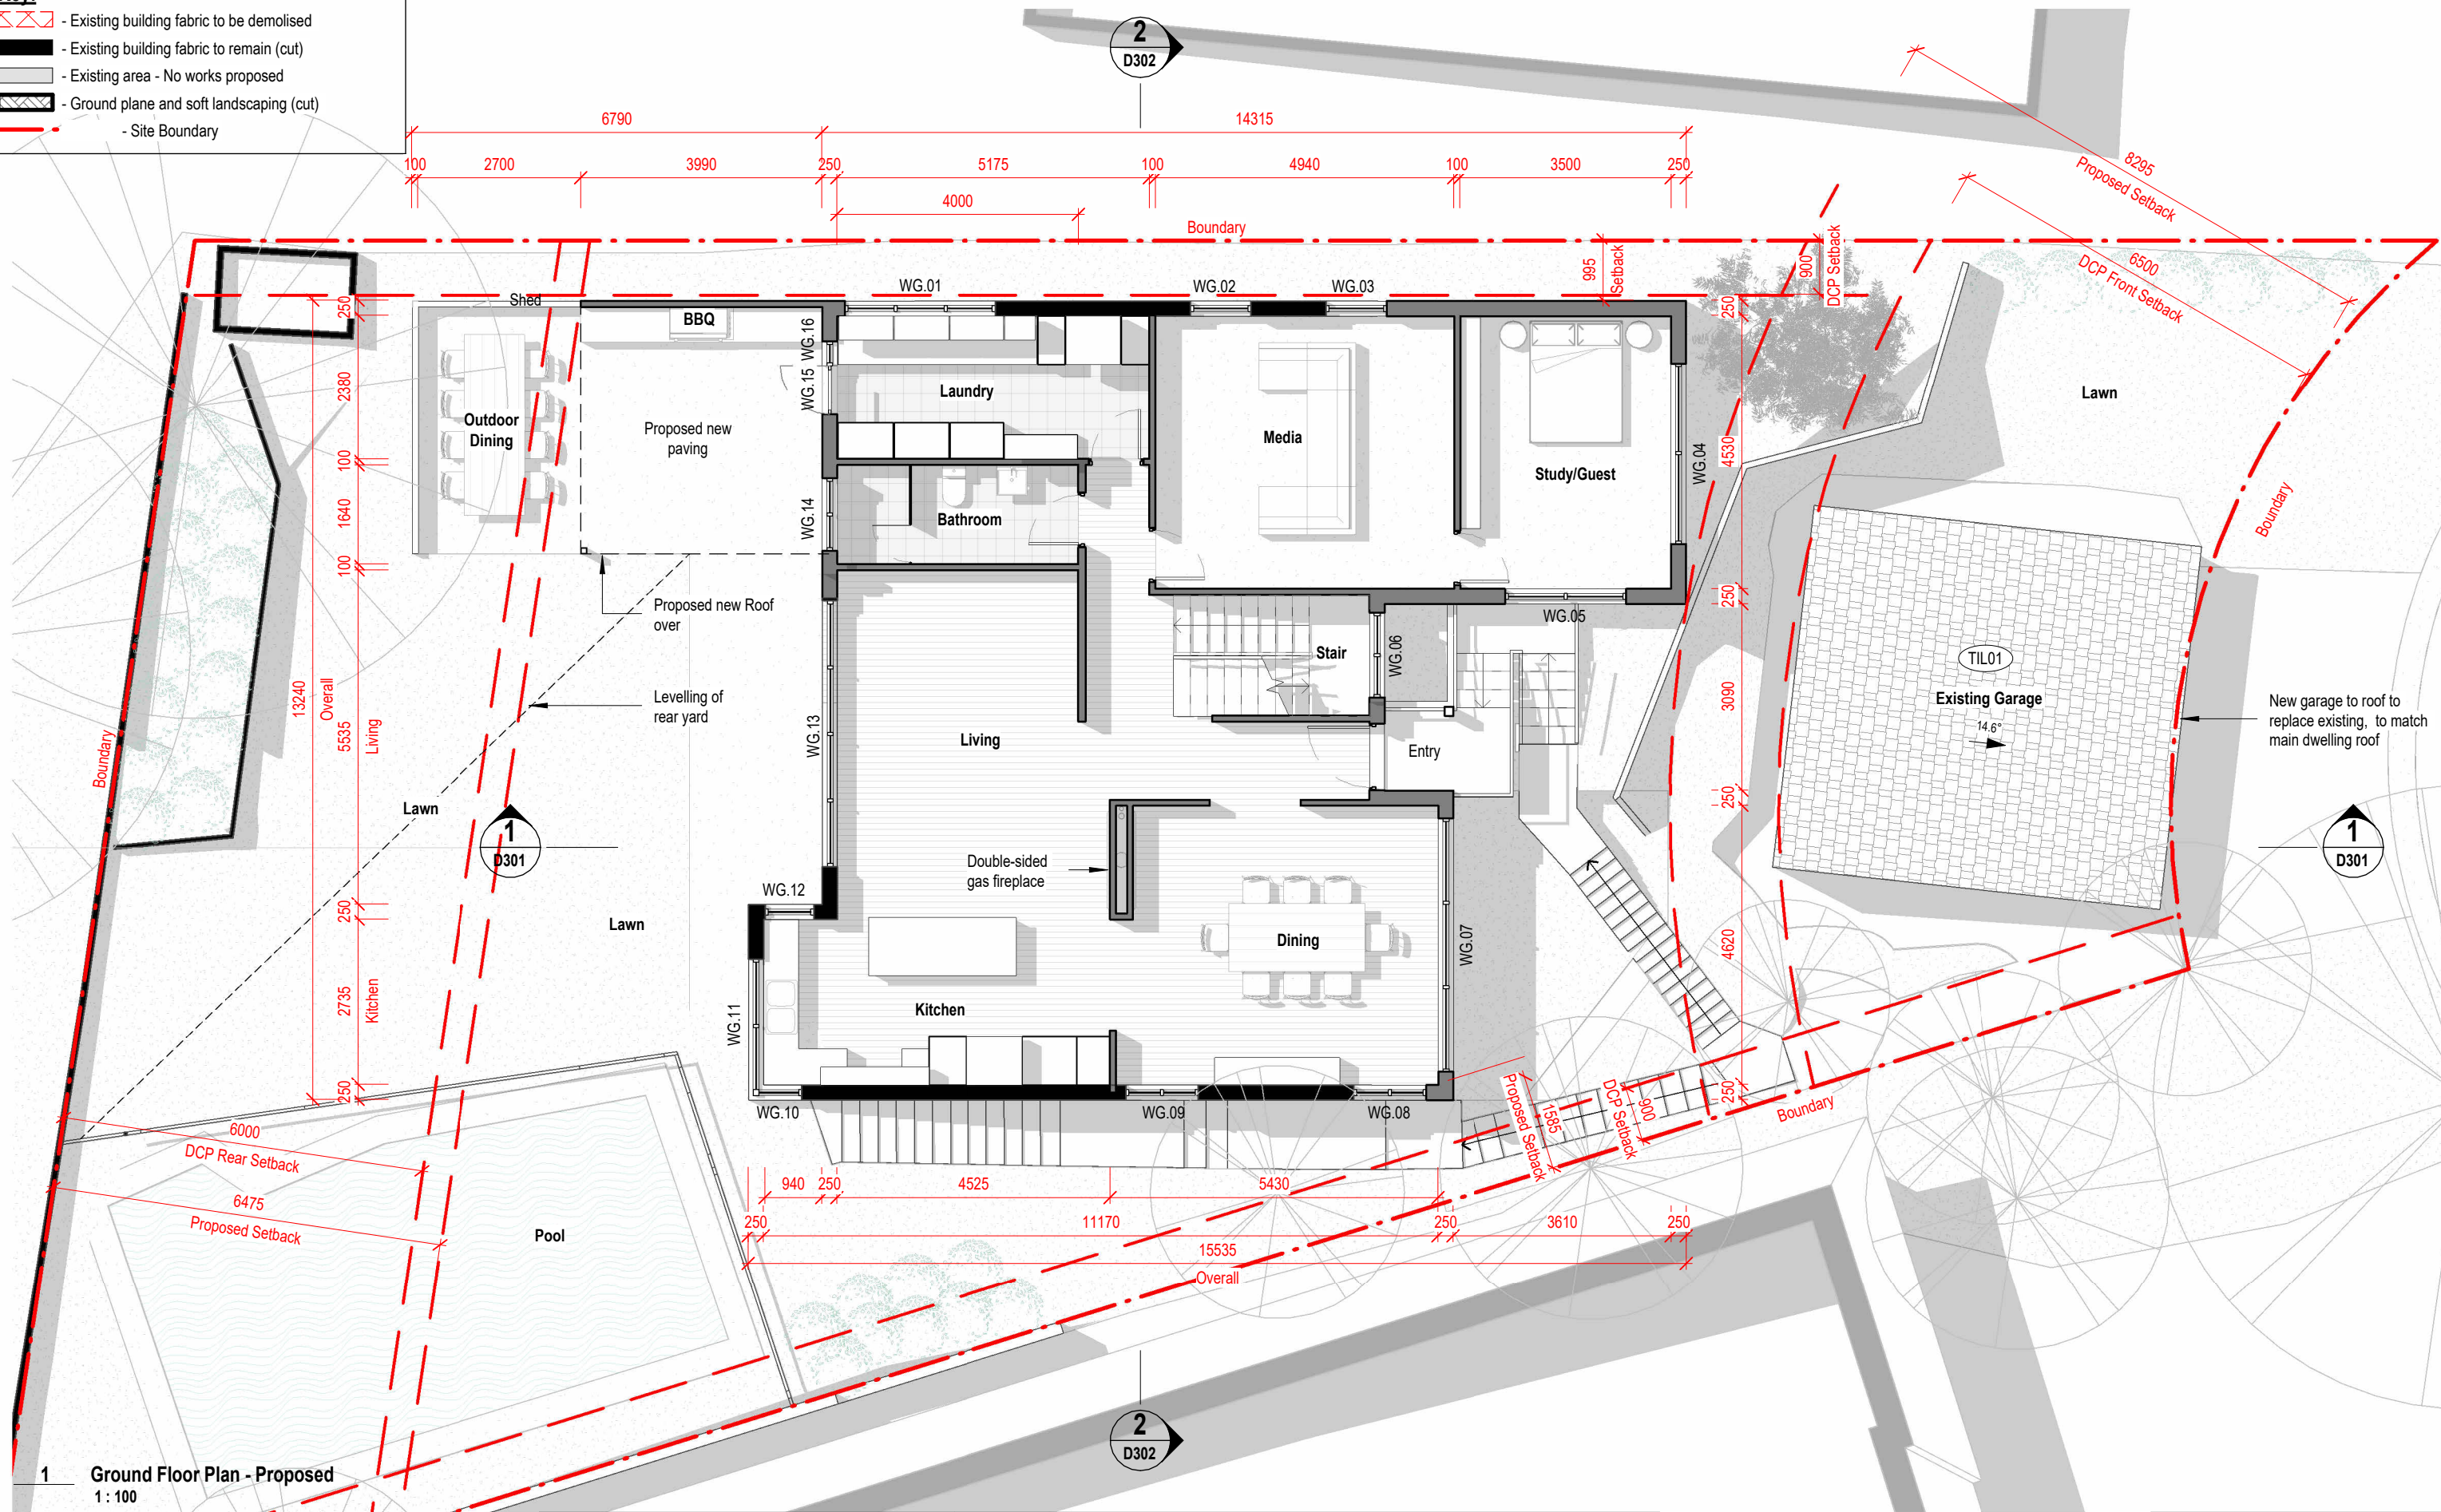 - Existing building fabric to be demolised
- Existing building fabric to remain (cut)
- Existing area - No works proposed
- Ground plane and soft landscaping (cut)
- Site Boundary
2
D302
6790
14315
100
2700
3990
250
5175
100
4940
100
3500
250
4000
Boundary
8295
Proposed Setback
6500
DCP Front Setback
995
Setback
900
DCP Setback
Shed
BBQ
WG.01
WG.02
WG.03
WG.16
WG.15
WG.14
Outdoor
Dining
Proposed new
paving
Laundry
Bathroom
Media
Study/Guest
WG.04
Lawn
Boundary
250
2380
100
1640
100
13240
Overall
5535
Living
250
2735
Kitchen
250
250
4530
250
3090
250
4620
250
Proposed new Roof
over
Levelling of
rear yard
WG.13
Living
Stair
WG.06
WG.05
Entry
TIL01
Existing Garage
14.6°
New garage to roof to
replace existing, to match
main dwelling roof
Boundary
Lawn
1
D301
1
D301
Lawn
WG.12
Double-sided
gas fireplace
Dining
WG.07
WG.11
Kitchen
WG.10
WG.09
WG.08
Proposed Setback
1585
DCP Setback
900
Boundary
6000
DCP Rear Setback
6475
Proposed Setback
Pool
940
250
4525
5430
250
11170
250
3610
250
15535
Overall
2
D302
1
Ground Floor Plan - Proposed
1 : 100